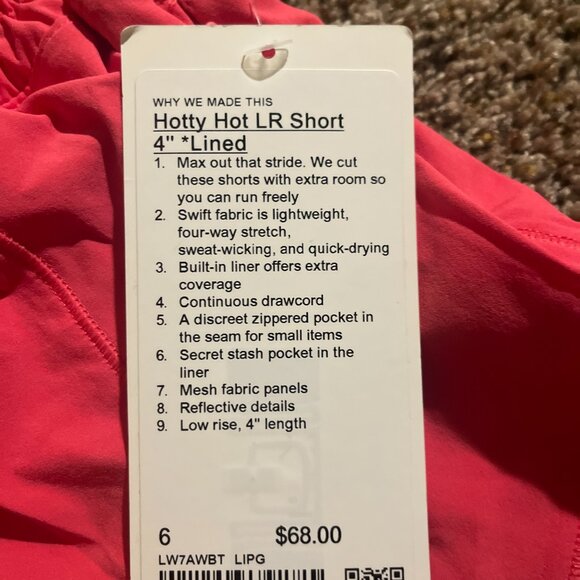 WHY WE MADE THIS
Hotty Hot LR Short
4" *Lined
1. Max out that stride. We cut
these shorts with extra room so
you can run freely
2. Swift fabric is lightweight,
four-way stretch,
sweat-wicking, and quick-drying
3. Built-in liner offers extra
coverage
4. Continuous drawcord
5. A discreet zippered pocket in
the seam for small items
6. Secret stash pocket in the
liner
7. Mesh fabric panels
8. Reflective details
9. Low rise, 4" length
6 $68.00
LW7AWBT LIPG